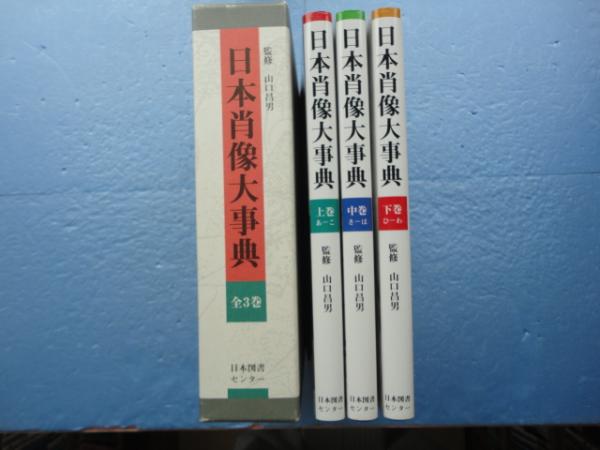 監修 山口昌男
日本肖像大事典
全3巻
日本図書
センター
日本肖像大事典
上巻
あーこ
監修 山口昌男
日本図書
センター
日本肖像大事典
中巻
さーは
監修 山口昌男
日本図書
センター
日本肖像大事典
下巻
ひーわ
監修 山口昌男
日本図書
センター